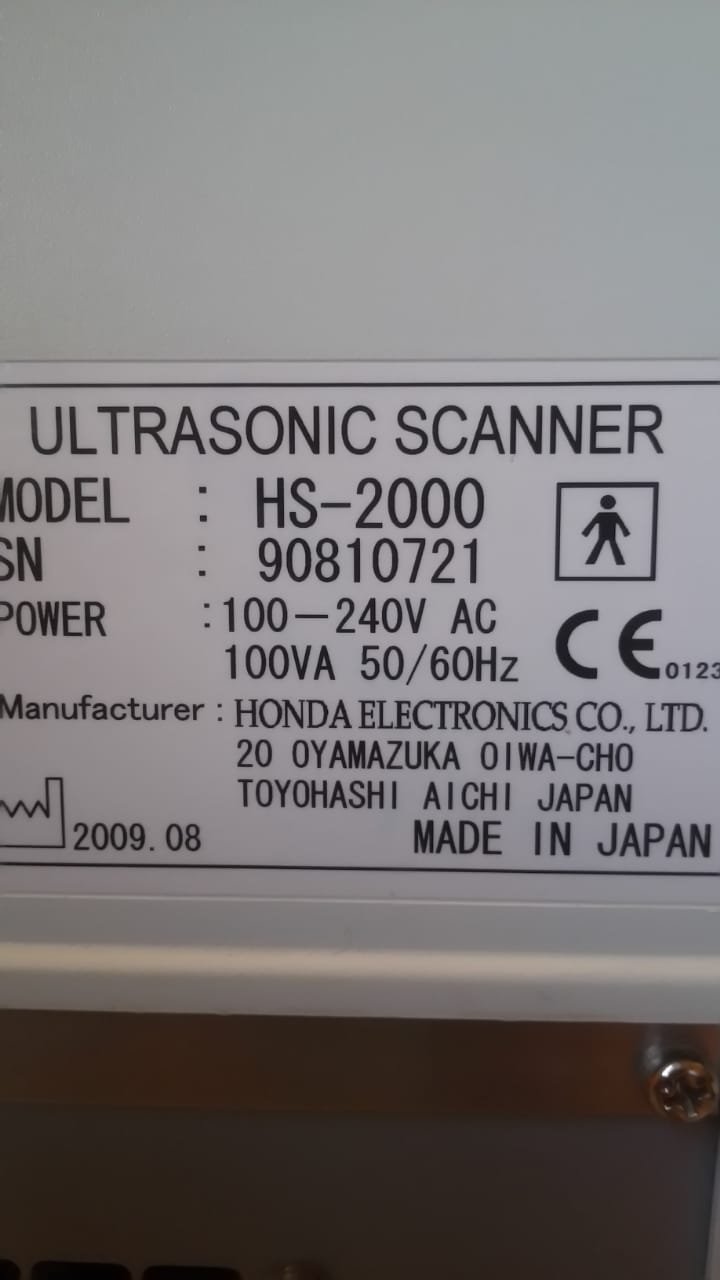 ULTRASONIC SCANNER
MODEL : HS-2000
SN : 90810721
POWER : 100-240V AC
100VA 50/60Hz
CE 0123
Manufacturer : HONDA ELECTRONICS CO., LTD.
20 OYAMAZUKA OIWA-CHO
TOYOHASHI AICHI JAPAN
2009.08 MADE IN JAPAN